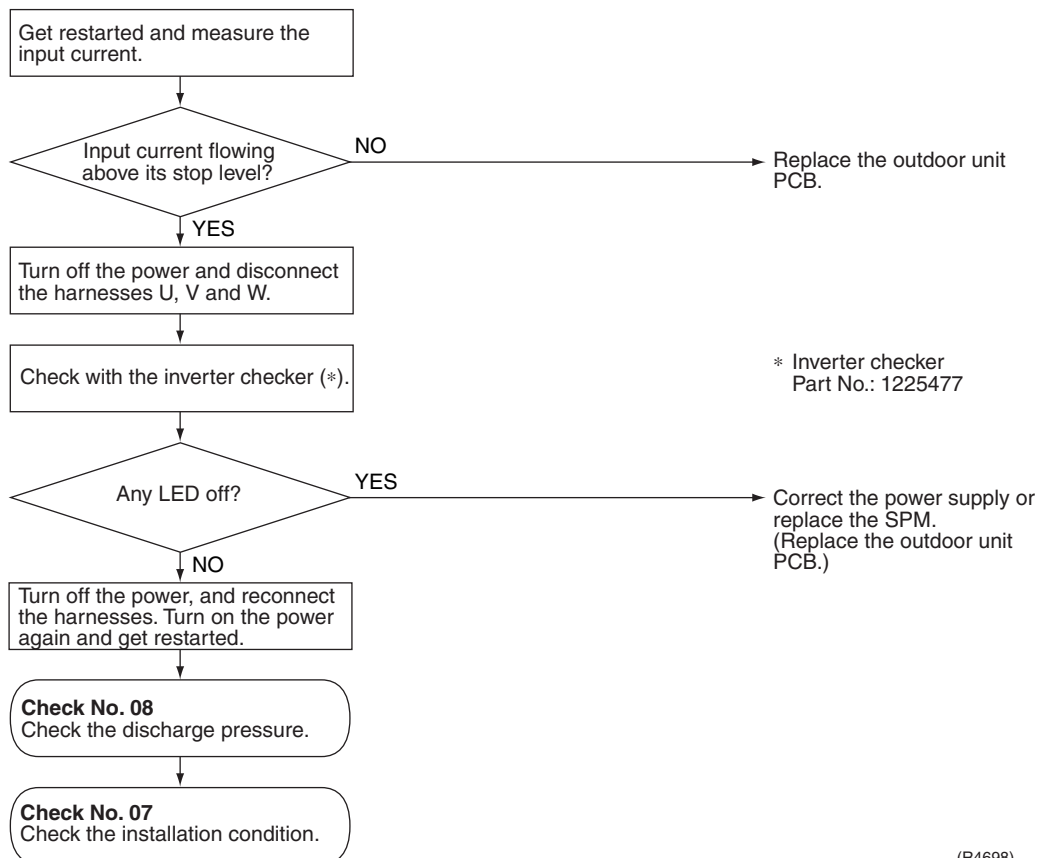 Get restarted and measure the
input current.
Input current flowing
above its stop level?
NO
Replace the outdoor unit
PCB.
YES
Turn off the power and disconnect
the harnesses U, V and W.
Check with the inverter checker (*).
* Inverter checker
Part No.: 1225477
Any LED off?
YES
Correct the power supply or
replace the SPM.
(Replace the outdoor unit
PCB.)
NO
Turn off the power, and reconnect
the harnesses. Turn on the power
again and get restarted.
Check No. 08
Check the discharge pressure.
Check No. 07
Check the installation condition.
(R4698)